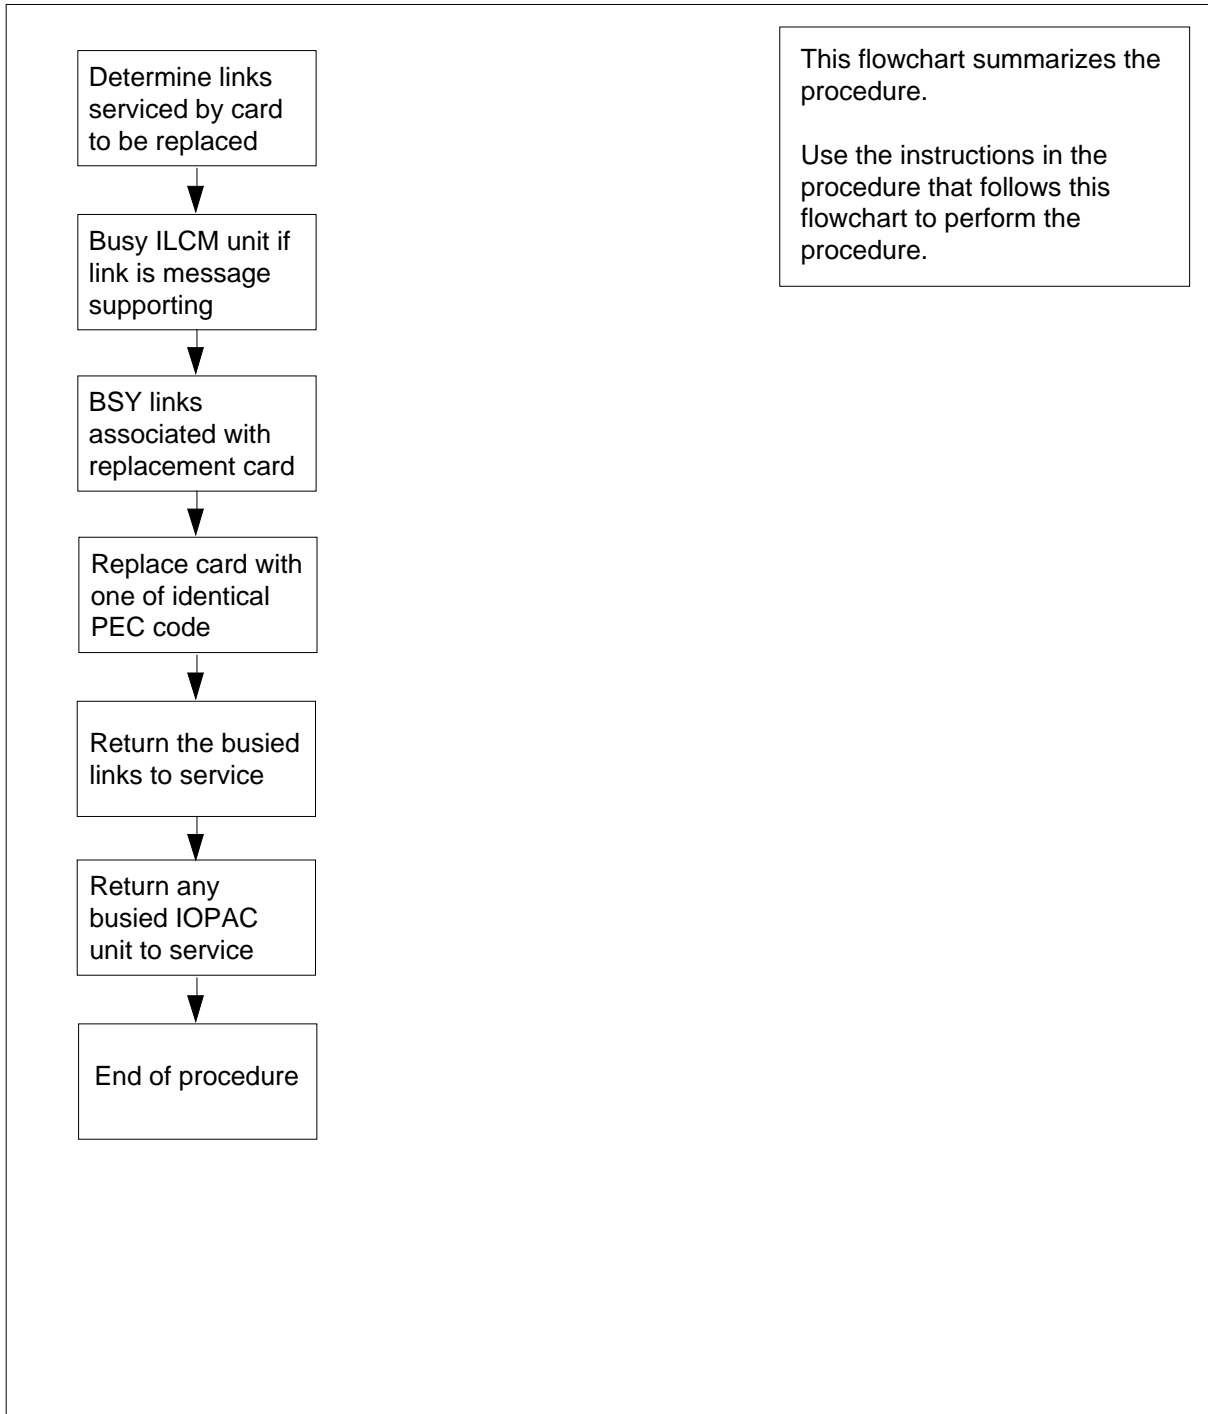 Determine links
serviced by card
to be replaced
Busy ILCM unit if
link is message
supporting
BSY links
associated with
replacement card
Replace card with
one of identical
PEC code
Return the busied
links to service
Return any
busied IOPAC
unit to service
End of procedure
This flowchart summarizes the
procedure.
Use the instructions in the
procedure that follows this
flowchart to perform the
procedure.